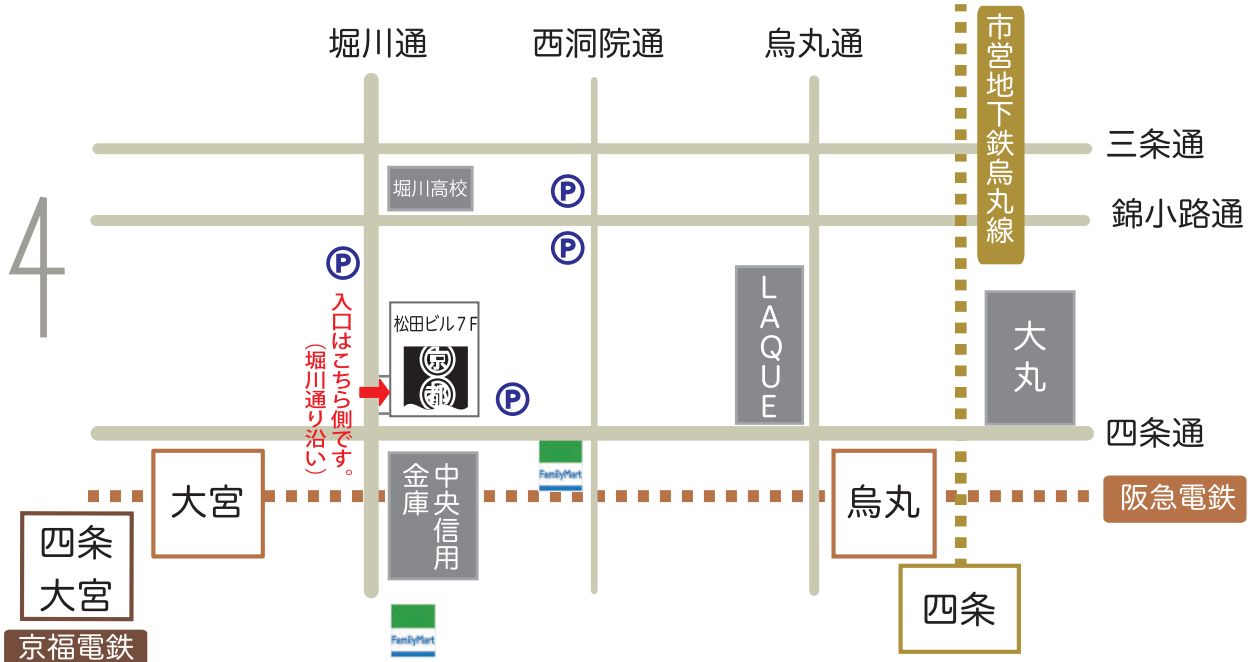 堀川通
西洞院通
烏丸通
市営地下鉄烏丸線
三条通
堀川高校
P
錦小路通
P
P
入口はこちら側です。
（堀川通り沿い）
松田ビル7F
京都
P
LAQUE
大丸
四条通
FamilyMart
中央信用
金庫
大宮
烏丸
阪急電鉄
四条
大宮
京福電鉄
四条
FamilyMart